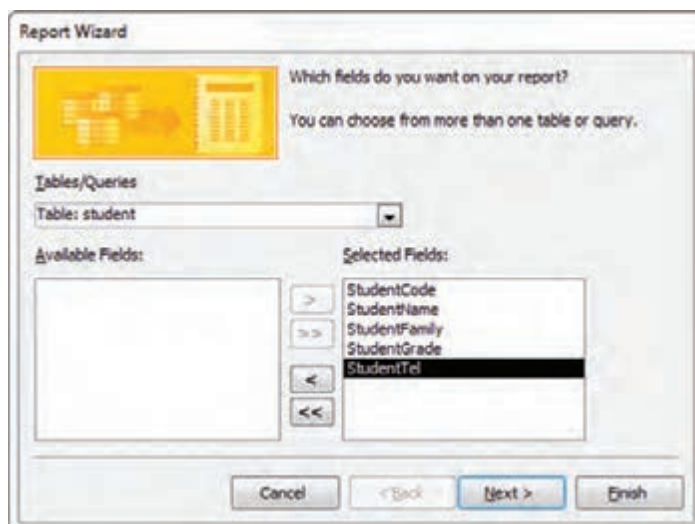 Report Wizard
Which fields do you want on your report?
You can choose from more than one table or query.
Tables/Queries
Table: student
Available Fields:
Selected Fields:
StudentCode
StudentName
StudentFamily
StudentGrade
StudentTel
>
>>
<
<<
Cancel
< Back
Next >
Finish